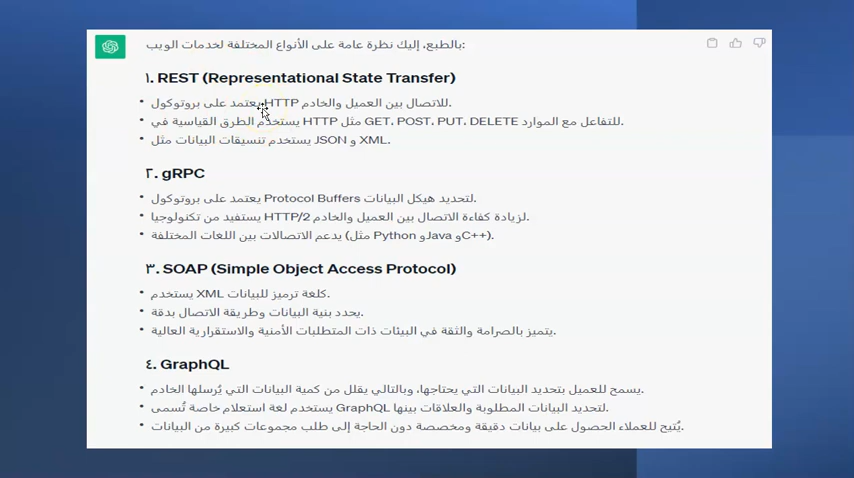 بالطبع، إليك نظرة عامة على الأنواع المختلفة لخدمات الويب:
١. REST (Representational State Transfer)
• يعتمد على بروتوكول HTTP للاتصال بين العميل والخادم.
• يستخدم الطرق القياسية في HTTP مثل GET، POST، PUT، DELETE للتفاعل مع الموارد.
• يستخدم تنسيقات البيانات مثل JSON و XML.
٢. gRPC
• يعتمد على بروتوكول Protocol Buffers لتحديد هيكل البيانات.
• يستفيد من تكنولوجيا HTTP/2 لزيادة كفاءة الاتصال بين العميل والخادم.
• يدعم الاتصالات بين اللغات المختلفة (مثل Python وJava وC++).
٣. SOAP (Simple Object Access Protocol)
• يستخدم XML كلغة ترميز للبيانات.
• يحدد بنية البيانات وطريقة الاتصال بدقة.
• يتميز بالصرامة والثقة في البيئات ذات المتطلبات الأمنية والاستقرارية العالية.
٤. GraphQL
• يسمح للعميل بتحديد البيانات التي يحتاجها، وبالتالي يقلل من كمية البيانات التي يُرسلها الخادم.
• يستخدم لغة استعلام خاصة تُسمى GraphQL لتحديد البيانات المطلوبة والعلاقات بينها.
• يُتيح للعملاء الحصول على بيانات دقيقة ومخصصة دون الحاجة إلى طلب مجموعات كبيرة من البيانات.